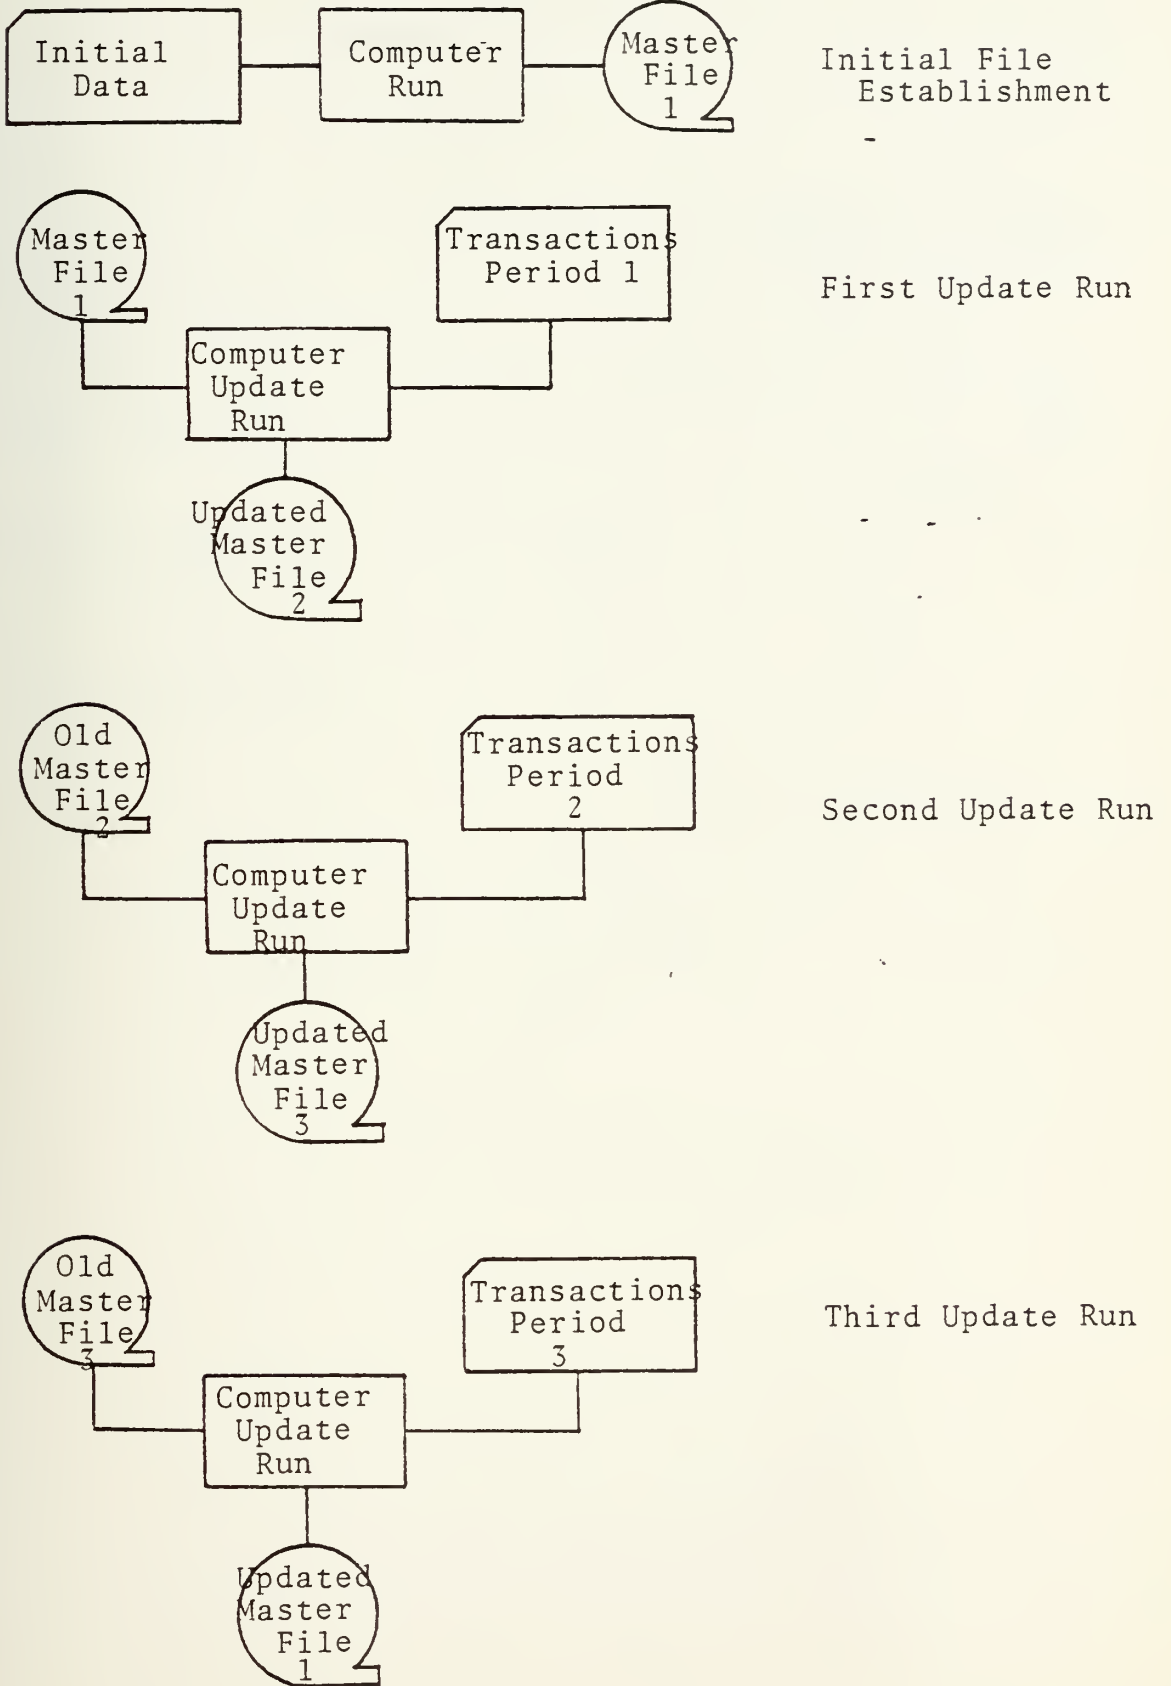 Initial
Data
Computer
Run
Master
File
1
Initial File
Establishment
Master
File
1
Transactions
Period 1
First Update Run
Computer
Update
Run
Updated
Master
File
2
Old
Master
File
2
Transactions
Period
2
Second Update Run
Computer
Update
Run
Updated
Master
File
3
Old
Master
File
3
Transactions
Period
3
Third Update Run
Computer
Update
Run
Updated
Master
File
1